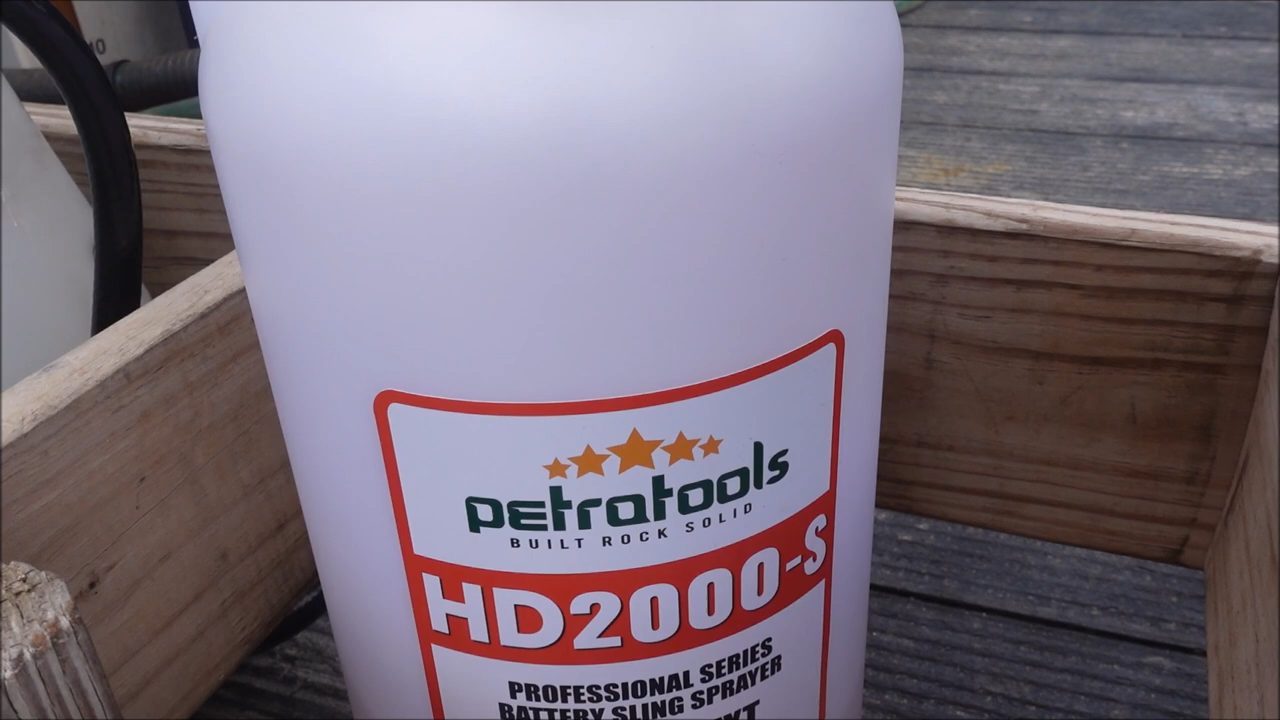 petratools
BUILT ROCK SOLID
HD2000-S
PROFESSIONAL SERIES
BATTERY SLING SPRAYER